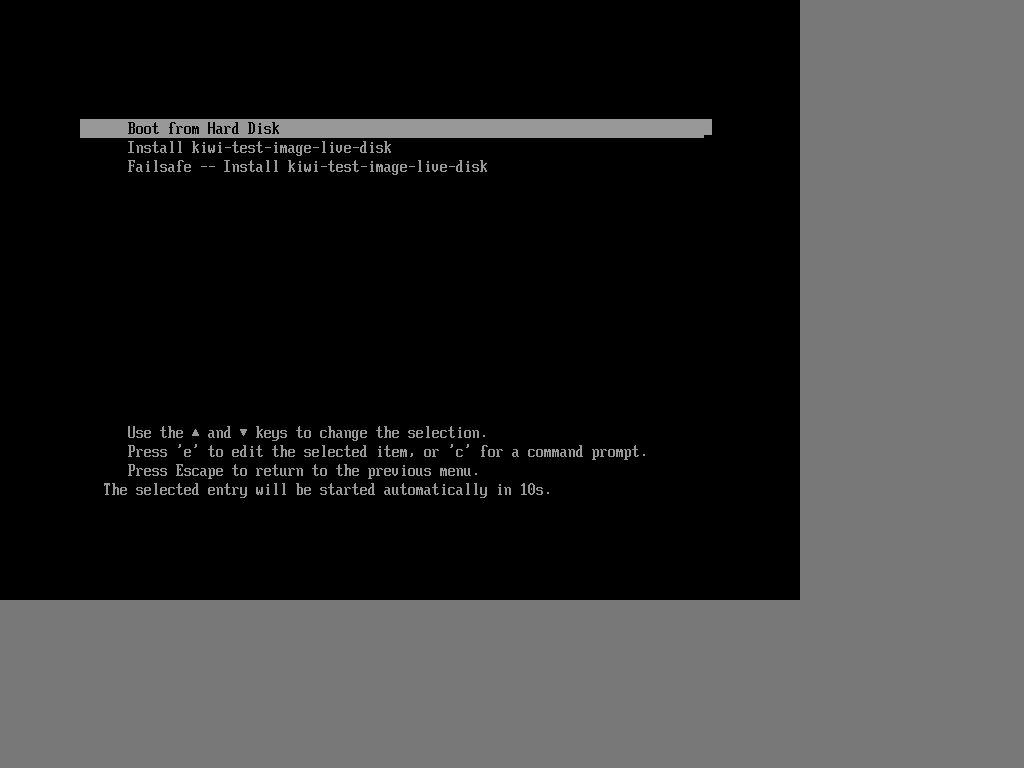 Boot from Hard Disk
Install kiwi-test-image-live-disk
Failsafe -- Install kiwi-test-image-live-disk
Use the ▲ and ▼ keys to change the selection.
Press 'e' to edit the selected item, or 'c' for a command prompt.
Press Escape to return to the previous menu.
The selected entry will be started automatically in 10s.